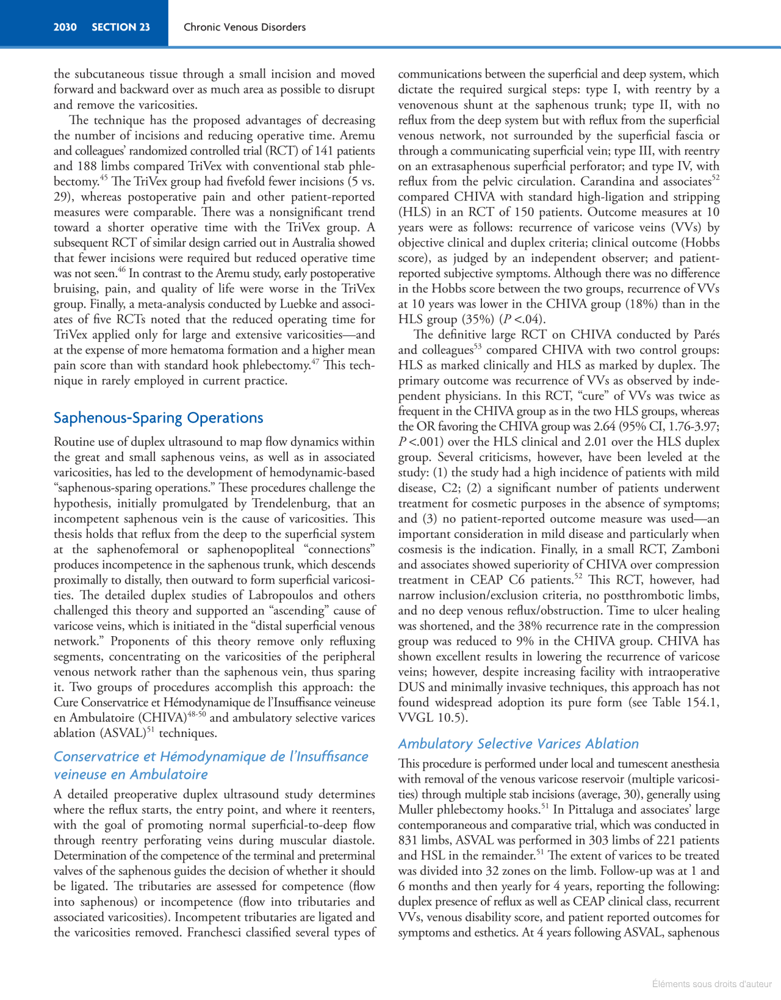 2030 SECTION 23 Chronic Venous Disorders
the subcutaneous tissue through a small incision and moved
forward and backward over as much area as possible to disrupt
and remove the varicosities.
The technique has the proposed advantages of decreasing
the number of incisions and reducing operative time. Aremu
and colleagues’ randomized controlled trial (RCT) of 141 patients
and 188 limbs compared TriVex with conventional stab phle-
bectomy.45 The TriVex group had fivefold fewer incisions (5 vs.
29), whereas postoperative pain and other patient-reported
measures were comparable. There was a nonsignificant trend
toward a shorter operative time with the TriVex group. A
subsequent RCT of similar design carried out in Australia showed
that fewer incisions were required but reduced operative time
was not seen.46 In contrast to the Aremu study, early postoperative
bruising, pain, and quality of life were worse in the TriVex
group. Finally, a meta-analysis conducted by Luebke and associ-
ates of five RCTs noted that the reduced operating time for
TriVex applied only for large and extensive varicosities—and
at the expense of more hematoma formation and a higher mean
pain score than with standard hook phlebectomy.47 This tech-
nique in rarely employed in current practice.
Saphenous-Sparing Operations
Routine use of duplex ultrasound to map flow dynamics within
the great and small saphenous veins, as well as in associated
varicosities, has led to the development of hemodynamic-based
“saphenous-sparing operations.” These procedures challenge the
hypothesis, initially promulgated by Trendelenburg, that an
incompetent saphenous vein is the cause of varicosities. This
thesis holds that reflux from the deep to the superficial system
at the saphenofemoral or saphenopopliteal “connections”
produces incompetence in the saphenous trunk, which descends
proximally to distally, then outward to form superficial varicosi-
ties. The detailed duplex studies of Labropoulos and others
challenged this theory and supported an “ascending” cause of
varicose veins, which is initiated in the “distal superficial venous
network.” Proponents of this theory remove only refluxing
segments, concentrating on the varicosities of the peripheral
venous network rather than the saphenous vein, thus sparing
it. Two groups of procedures accomplish this approach: the
Cure Conservatrice et Hémodynamique de l’Insuffisance veineuse
en Ambulatoire (CHIVA)48-50 and ambulatory selective varices
ablation (ASVAL)51 techniques.
Conservatrice et Hémodynamique de l’Insuffisance
veineuse en Ambulatoire
A detailed preoperative duplex ultrasound study determines
where the reflux starts, the entry point, and where it reenters,
with the goal of promoting normal superficial-to-deep flow
through reentry perforating veins during muscular diastole.
Determination of the competence of the terminal and preterminal
valves of the saphenous guides the decision of whether it should
be ligated. The tributaries are assessed for competence (flow
into saphenous) or incompetence (flow into tributaries and
associated varicosities). Incompetent tributaries are ligated and
the varicosities removed. Franchesci classified several types of
communications between the superficial and deep system, which
dictate the required surgical steps: type I, with reentry by a
venovenous shunt at the saphenous trunk; type II, with no
reflux from the deep system but with reflux from the superficial
venous network, not surrounded by the superficial fascia or
through a communicating superficial vein; type III, with reentry
on an extrasaphenous superficial perforator; and type IV, with
reflux from the pelvic circulation. Carandina and associates52
compared CHIVA with standard high-ligation and stripping
(HLS) in an RCT of 150 patients. Outcome measures at 10
years were as follows: recurrence of varicose veins (VVs) by
objective clinical and duplex criteria; clinical outcome (Hobbs
score), as judged by an independent observer; and patient-
reported subjective symptoms. Although there was no difference
in the Hobbs score between the two groups, recurrence of VVs
at 10 years was lower in the CHIVA group (18%) than in the
HLS group (35%) (P <.04).
The definitive large RCT on CHIVA conducted by Parés
and colleagues53 compared CHIVA with two control groups:
HLS as marked clinically and HLS as marked by duplex. The
primary outcome was recurrence of VVs as observed by inde-
pendent physicians. In this RCT, “cure” of VVs was twice as
frequent in the CHIVA group as in the two HLS groups, whereas
the OR favoring the CHIVA group was 2.64 (95% CI, 1.76-3.97;
P <.001) over the HLS clinical and 2.01 over the HLS duplex
group. Several criticisms, however, have been leveled at the
study: (1) the study had a high incidence of patients with mild
disease, C2; (2) a significant number of patients underwent
treatment for cosmetic purposes in the absence of symptoms;
and (3) no patient-reported outcome measure was used—an
important consideration in mild disease and particularly when
cosmesis is the indication. Finally, in a small RCT, Zamboni
and associates showed superiority of CHIVA over compression
treatment in CEAP C6 patients.52 This RCT, however, had
narrow inclusion/exclusion criteria, no postthrombotic limbs,
and no deep venous reflux/obstruction. Time to ulcer healing
was shortened, and the 38% recurrence rate in the compression
group was reduced to 9% in the CHIVA group. CHIVA has
shown excellent results in lowering the recurrence of varicose
veins; however, despite increasing facility with intraoperative
DUS and minimally invasive techniques, this approach has not
found widespread adoption its pure form (see Table 154.1,
VVGL 10.5).
Ambulatory Selective Varices Ablation
This procedure is performed under local and tumescent anesthesia
with removal of the venous varicose reservoir (multiple varicosi-
ties) through multiple stab incisions (average, 30), generally using
Muller phlebectomy hooks.51 In Pittaluga and associates’ large
contemporaneous and comparative trial, which was conducted in
831 limbs, ASVAL was performed in 303 limbs of 221 patients
and HSL in the remainder.51 The extent of varices to be treated
was divided into 32 zones on the limb. Follow-up was at 1 and
6 months and then yearly for 4 years, reporting the following:
duplex presence of reflux as well as CEAP clinical class, recurrent
VVs, venous disability score, and patient reported outcomes for
symptoms and esthetics. At 4 years following ASVAL, saphenous
Éléments sous droits d'auteur